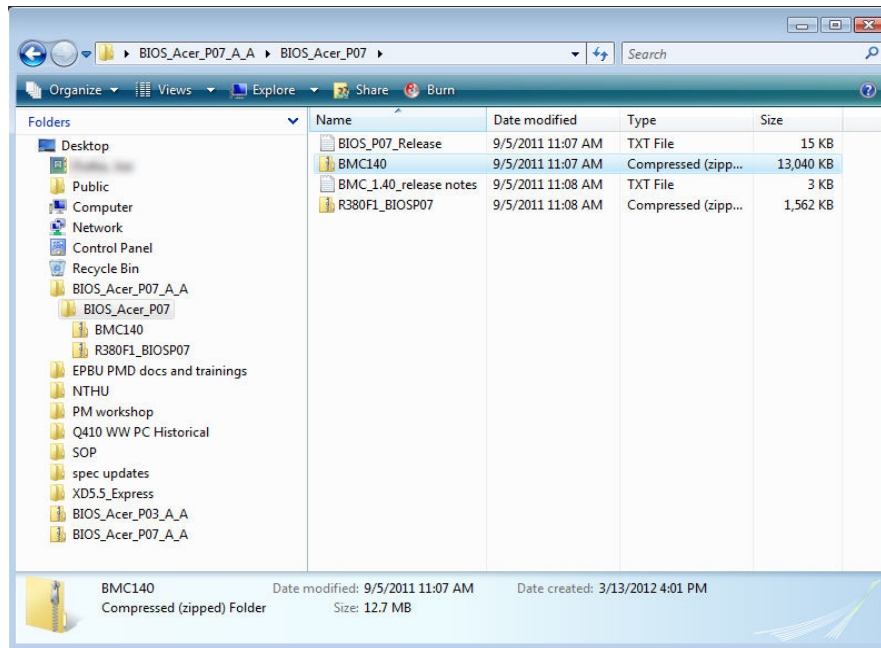 BIOS_Acer_P07_A_A BIOS_Acer_P07 Search
Organize Views Explore Share Burn
Folders
Desktop
Public
Computer
Network
Control Panel
Recycle Bin
BIOS_Acer_P07_A_A
BIOS_Acer_P07
BMC140
R380F1_BIOSP07
EPBU PMD docs and trainings
NTHU
PM workshop
Q410 WW PC Historical
SOP
spec updates
XD5.5_Express
BIOS_Acer_P03_A_A
BIOS_Acer_P07_A_A
Name Date modified Type Size
BIOS_P07_Release 9/5/2011 11:07 AM TXT File 15 KB
BMC140 9/5/2011 11:07 AM Compressed (zipp... 13,040 KB
BMC_1.40_release notes 9/5/2011 11:08 AM TXT File 3 KB
R380F1_BIOSP07 9/5/2011 11:08 AM Compressed (zipp... 1,562 KB
BMC140 Date modified: 9/5/2011 11:07 AM Date created: 3/13/2012 4:01 PM
Compressed (zipped) Folder Size: 12.7 MB